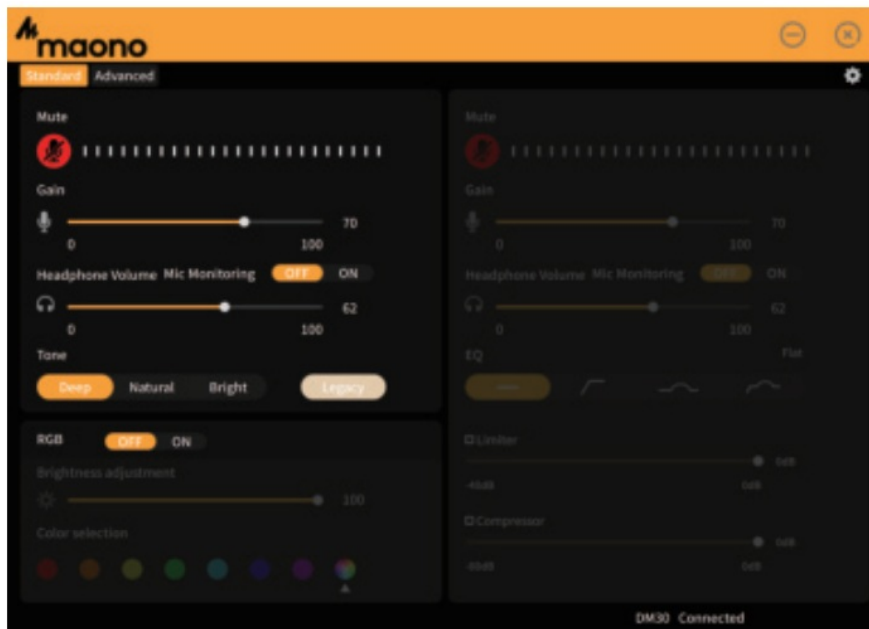 maono
Standard Advanced
Mute
Gain
70
0 100
Headphone Volume Mic Monitoring OFF ON
62
0 100
Tone
Deep Natural Bright Legacy
RGB OFF ON
Brightness adjustment
100
Color selection
Mute
Gain
70
0 100
Headphone Volume Mic Monitoring OFF ON
62
0 100
EQ Flat
Limiter
0dB
-40dB 0dB
Compressor
0dB
0dB
DM30 Connected